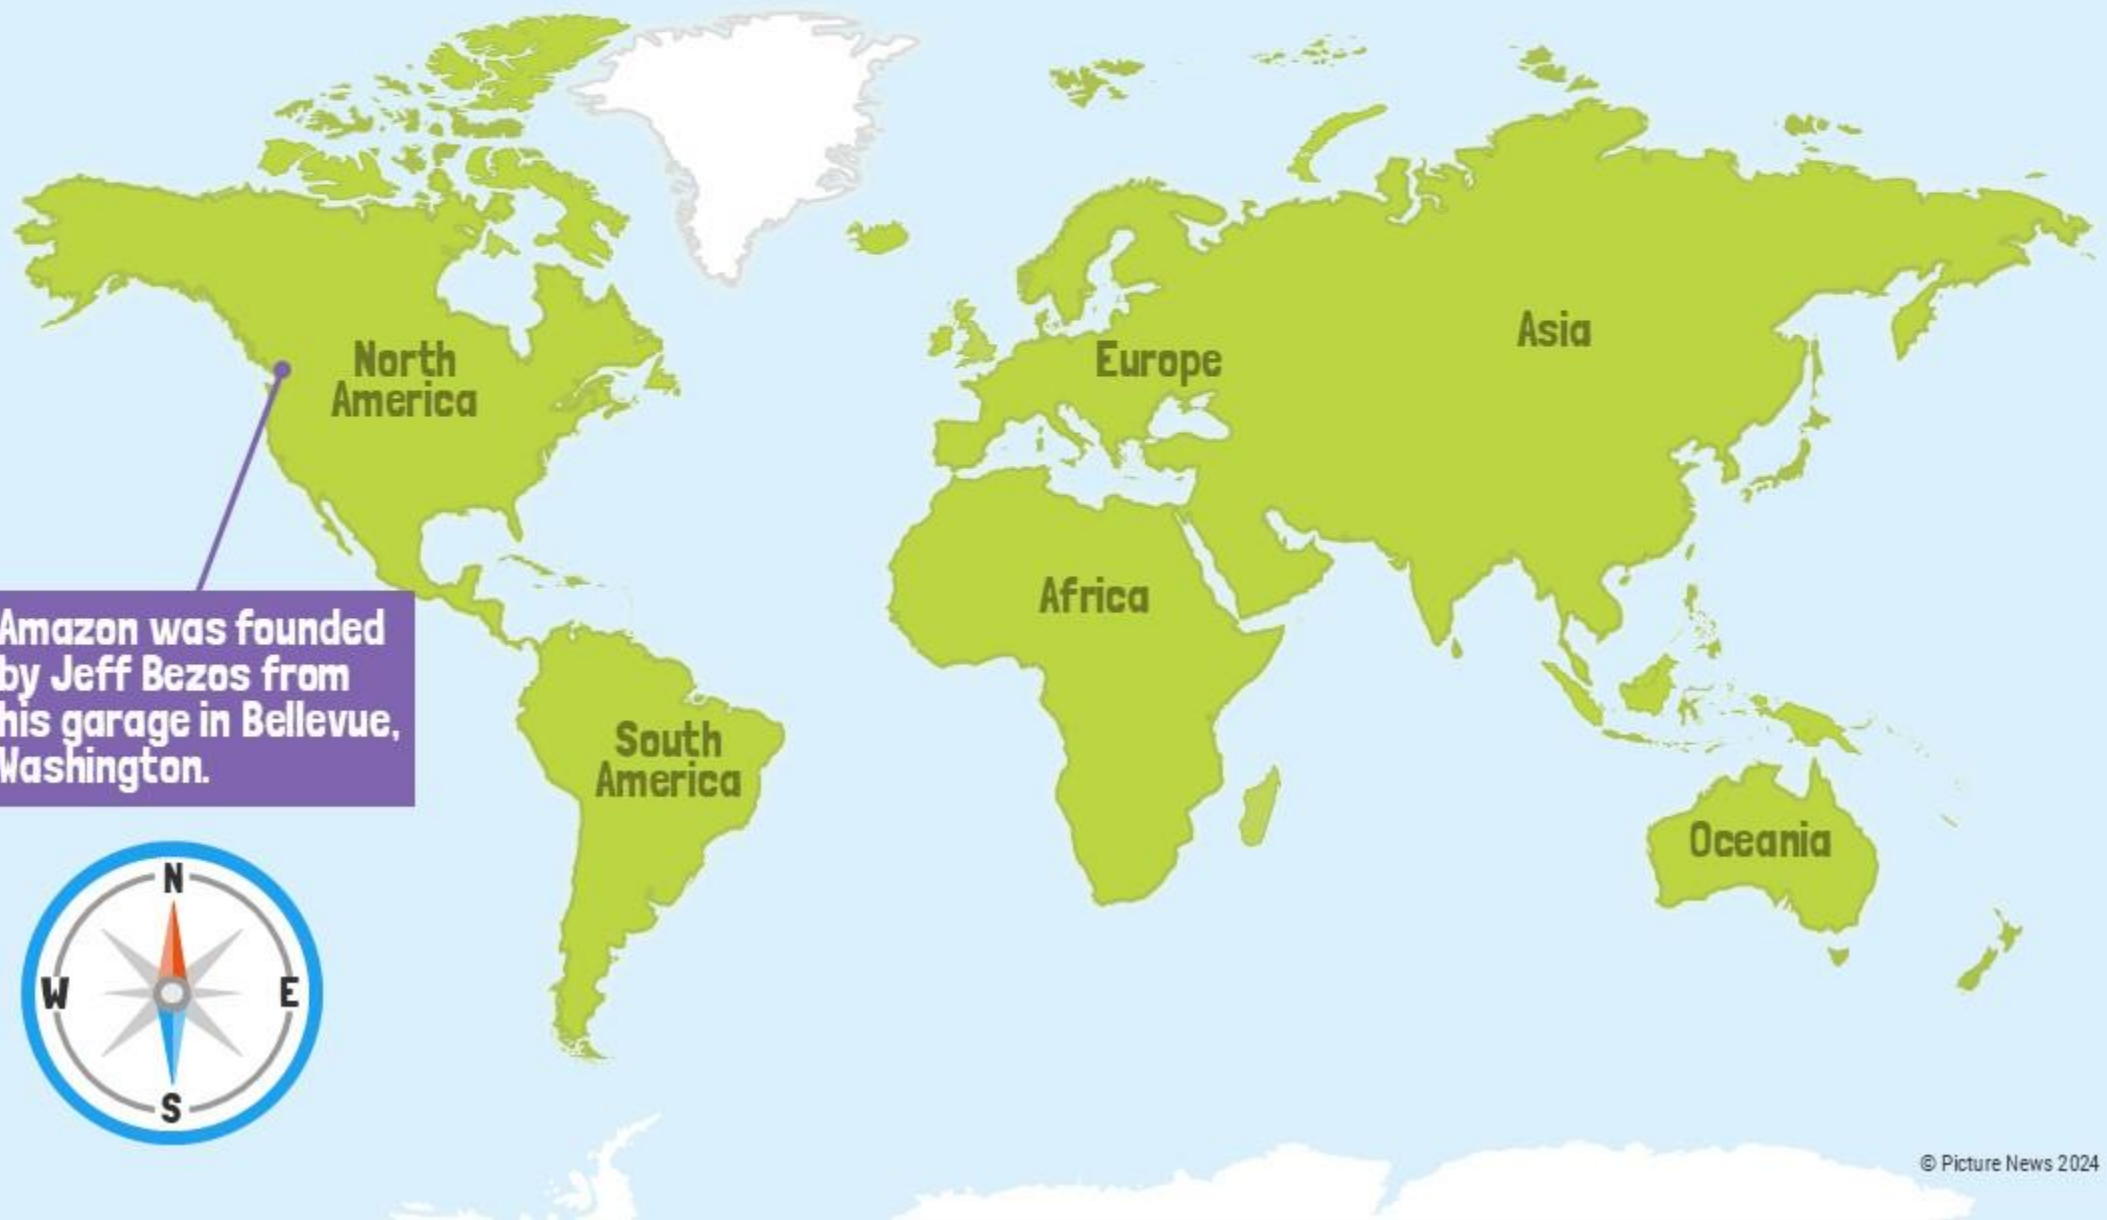 North
America
Europe
Asia
Africa
Amazon was founded
by Jeff Bezos from
his garage in Bellevue,
Washington.
South
America
Oceania
N
W
E
S
© Picture News 2024